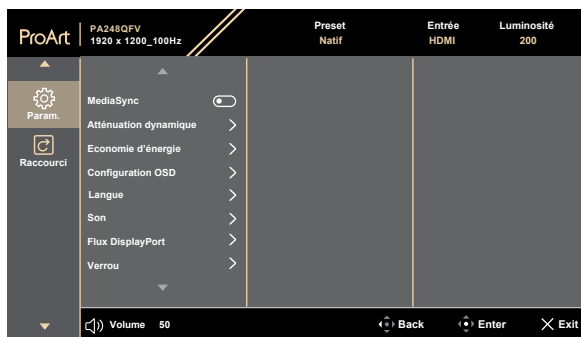 ProArt
PA248QFV
1920 x 1200_100Hz
Preset
Natif
Entrée
HDMI
Luminosité
200
Param.
Raccourci
MediaSync
Atténuation dynamique
Economie d'énergie
Configuration OSD
Langue
Son
Flux DisplayPort
Verrou
Volume 50
Back
Enter
Exit